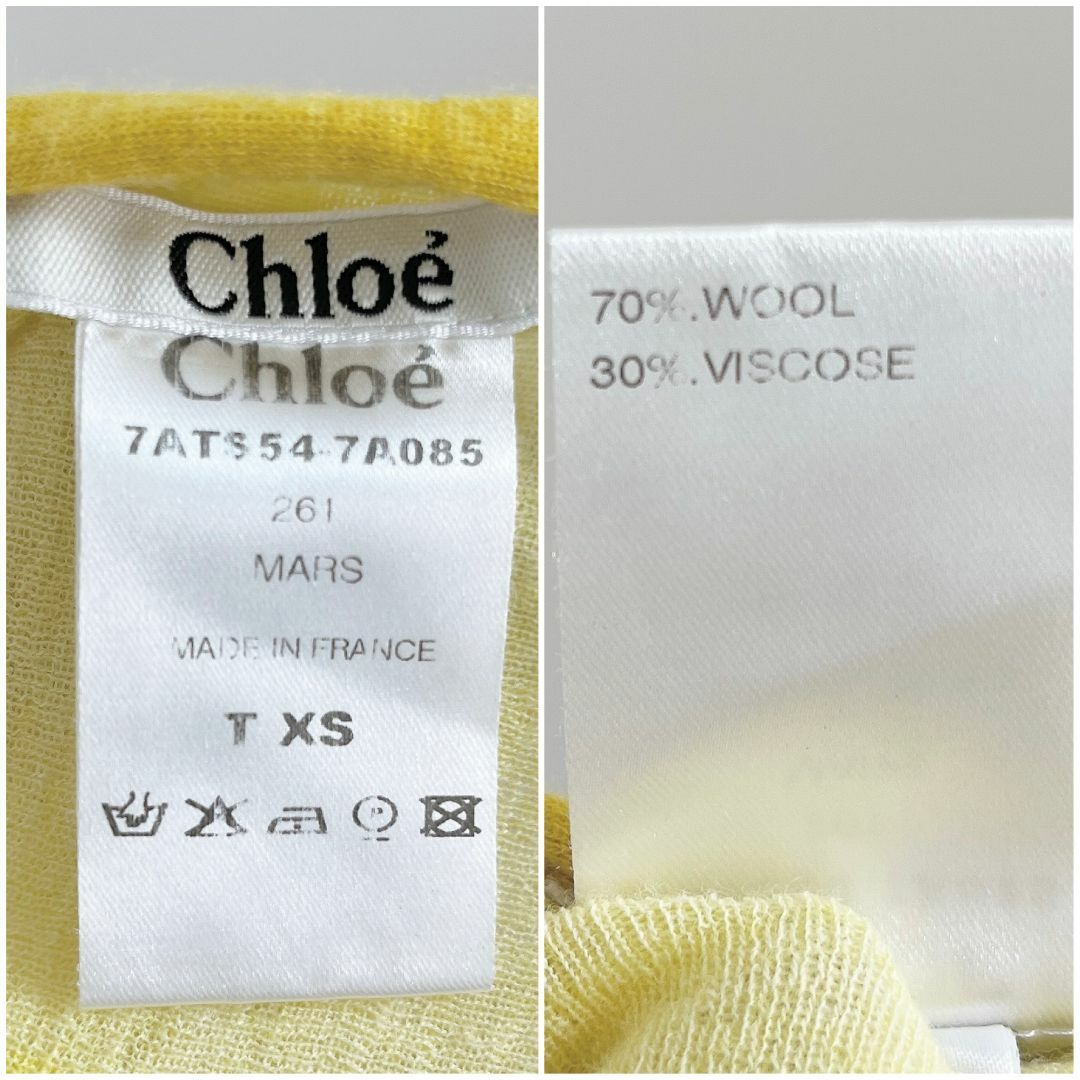 Chloé
Chloé
7ATS54-7A085
261
MARS
MADE IN FRANCE
T XS
P
70%.WOOL
30%.VISCOSE